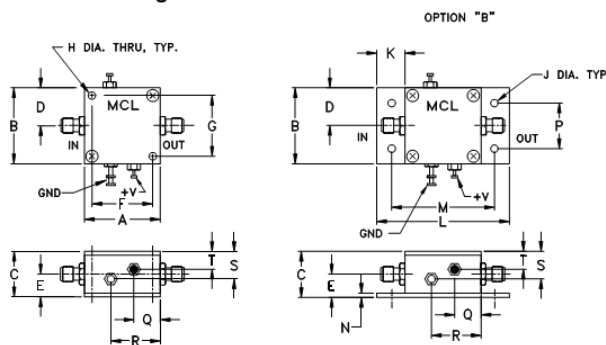 OPTION "B"
H DIA. THRU, TYP.
K
J DIA. TYP
D
MCL
B
G
IN
OUT
GND
+V
F
A
D
MCL
B
P
IN
OUT
GND
+V
M
L
C
E
T
S
Q
R
C
E
N
T
S
Q
R